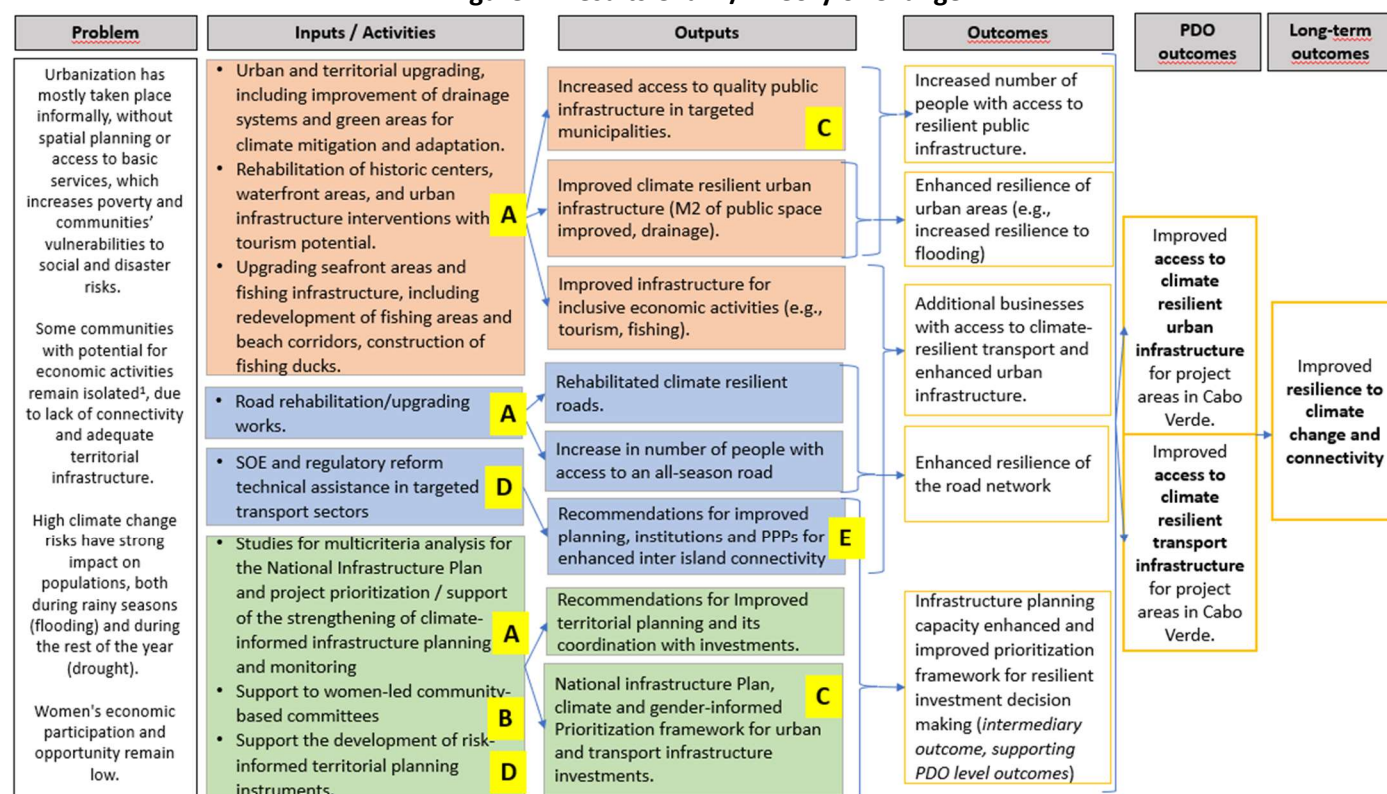 Figure Results Chain / Theory of Change
Problem
Inputs / Activities
Outputs
Outcomes
PDO
outcomes
Long-term
outcomes
Urbanization has
mostly taken place
informally, without
spatial planning or
access to basic
services, which
increases poverty and
communities’
vulnerabilities to
social and disaster
risks.
Some communities
with potential for
economic activities
remain isolated¹, due
to lack of connectivity
and adequate
territorial
infrastructure.
High climate change
risks have strong
impact on
populations, both
during rainy seasons
(flooding) and during
the rest of the year
(drought).
Women's economic
participation and
opportunity remain
low.
• Urban and territorial upgrading,
including improvement of drainage
systems and green areas for
climate mitigation and adaptation.
• Rehabilitation of historic centers,
waterfront areas, and urban
infrastructure interventions with
tourism potential.
A
• Upgrading seafront areas and
fishing infrastructure, including
redevelopment of fishing areas and
beach corridors, construction of
fishing ducks.
• Road rehabilitation/upgrading
works.
A
• SOE and regulatory reform
technical assistance in targeted
transport sectors
D
• Studies for multicriteria analysis for
the National Infrastructure Plan
and project prioritization / support
of the strengthening of climate-
informed infrastructure planning
and monitoring
A
• Support to women-led community-
based committees
B
• Support the development of risk-
informed territorial planning
instruments.
D
Increased access to quality public
infrastructure in targeted
municipalities.
C
Improved climate resilient urban
infrastructure (M2 of public space
improved, drainage).
Improved infrastructure for
inclusive economic activities (e.g.,
tourism, fishing).
Rehabilitated climate resilient
roads.
Increase in number of people with
access to an all-season road
Recommendations for improved
planning, institutions and PPPs for
enhanced inter island connectivity
E
Recommendations for Improved
territorial planning and its
coordination with investments.
National infrastructure Plan,
climate and gender-informed
Prioritization framework for urban
and transport infrastructure
investments.
C
Increased number of
people with access to
resilient public
infrastructure.
Enhanced resilience of
urban areas (e.g.,
increased resilience to
flooding)
Additional businesses
with access to climate-
resilient transport and
enhanced urban
infrastructure.
Enhanced resilience of
the road network
Infrastructure planning
capacity enhanced and
improved prioritization
framework for resilient
investment decision
making (intermediary
outcome, supporting
PDO level outcomes)
Improved
access to
climate
resilient
urban
infrastructure
for project
areas in Cabo
Verde.
Improved
access to
climate
resilient
transport
infrastructure
for project
areas in Cabo
Verde.
Improved
resilience to
climate
change and
connectivity